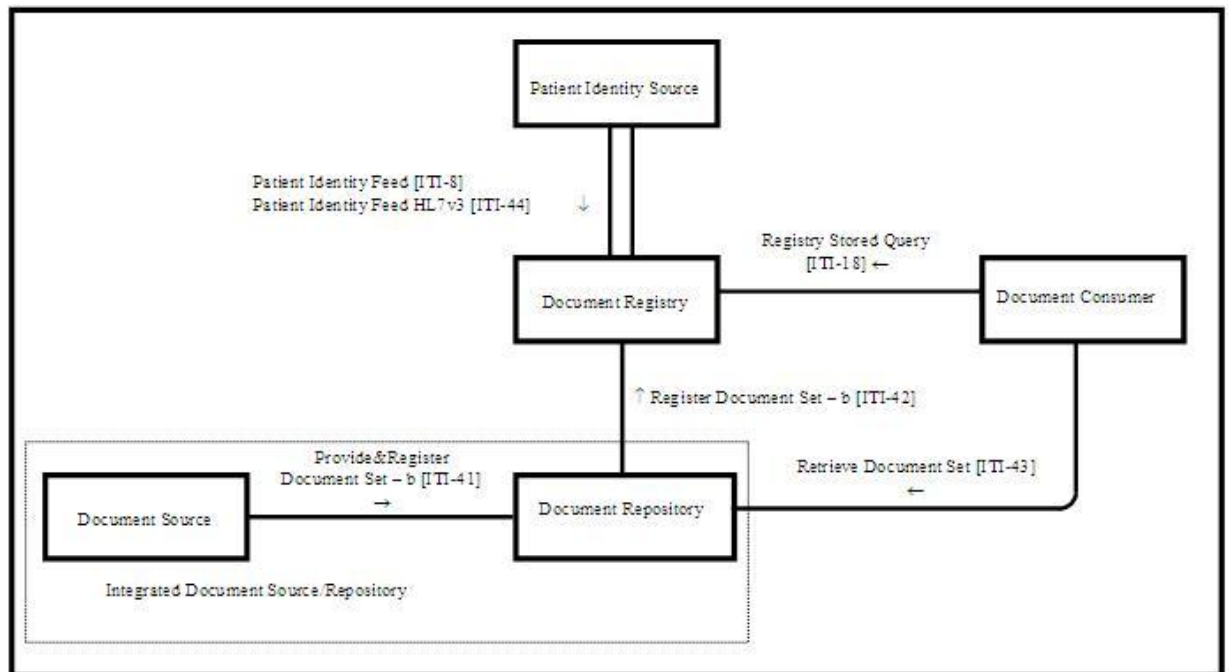 Patient Identity Source
Patient Identity Feed [ITI-8]
Patient Identity Feed HL7v3 [ITI-44] ↓
Registry Stored Query
[ITI-18] ←
Document Registry
Document Consumer
↑ Register Document Set – b [ITI-42]
Provide&Register
Document Set – b [ITI-41]
→
Retrieve Document Set [ITI-43]
←
Document Source
Document Repository
Integrated Document Source/Repository